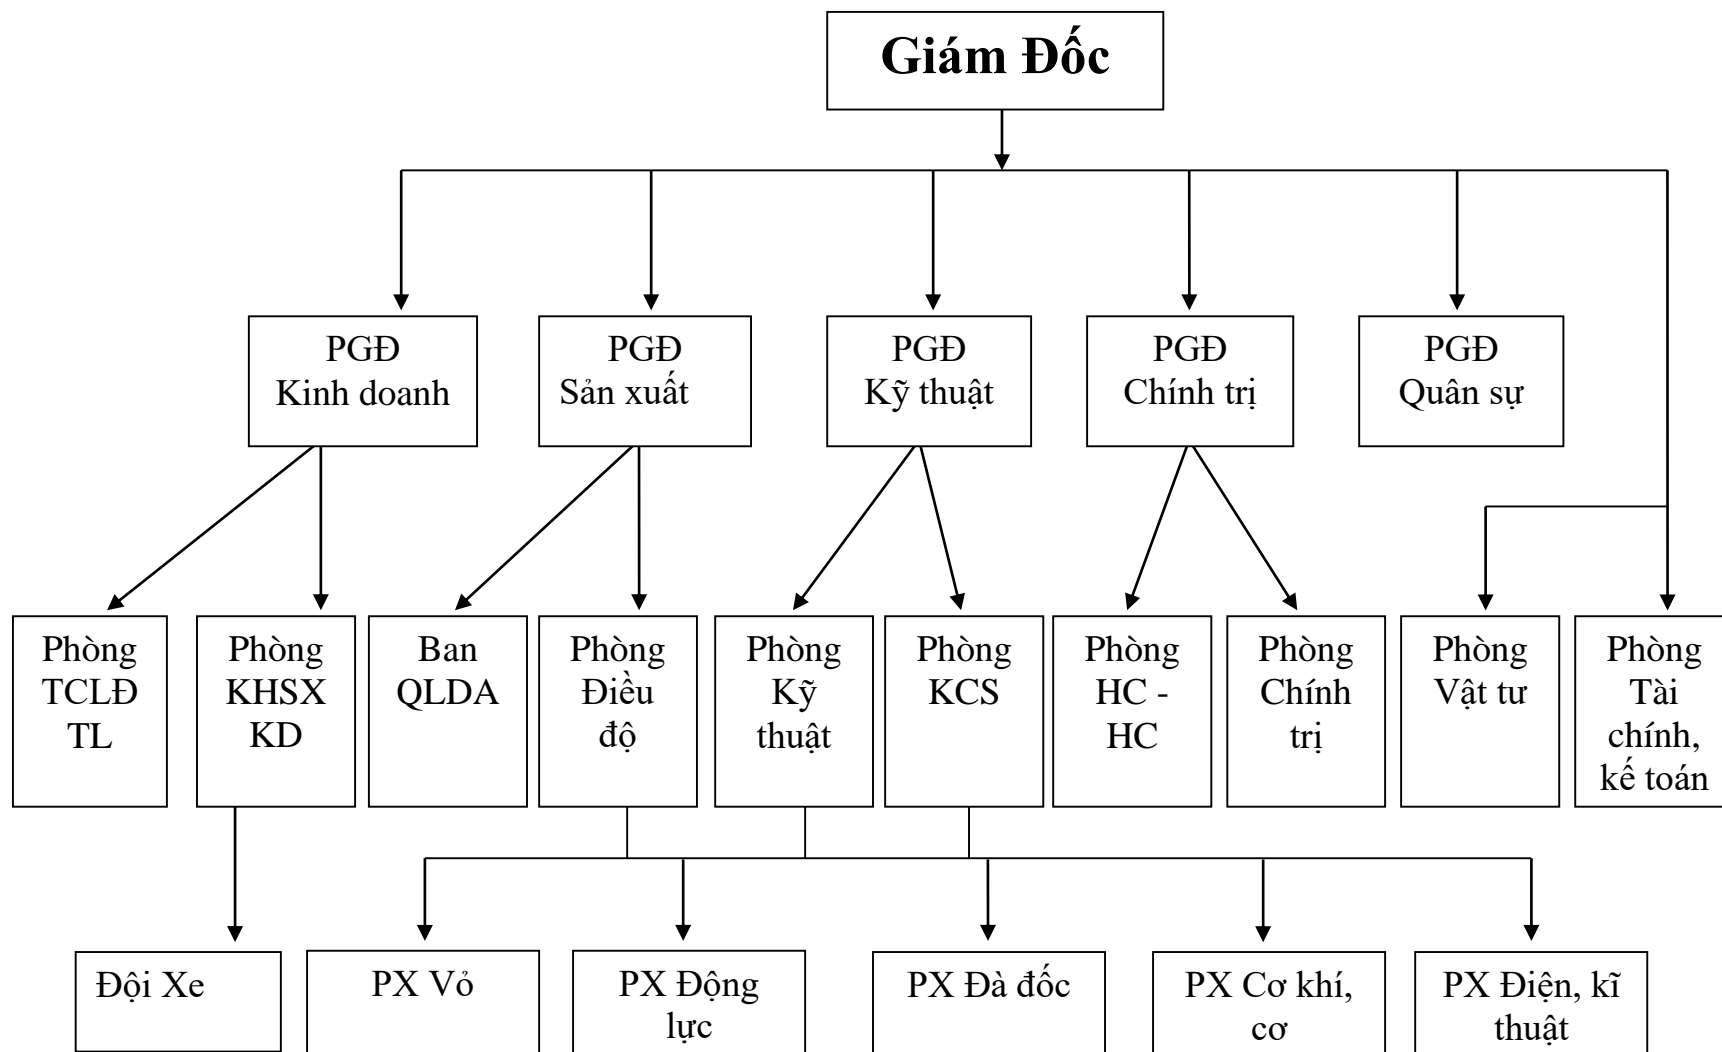 Giám Đốc
PGĐ
Kinh doanh
PGĐ
Sản xuất
PGĐ
Kỹ thuật
PGĐ
Chính trị
PGĐ
Quân sự
Phòng
TCLĐ
TL
Phòng
KHSX
KD
Ban
QLDA
Phòng
Điều
độ
Phòng
Kỹ
thuật
Phòng
KCS
Phòng
HC -
HC
Phòng
Chính
trị
Phòng
Vật tư
Phòng
Tài
chính,
kế toán
Đội Xe
PX Vỏ
PX Động
lực
PX Đà đốc
PX Cơ khí,
cơ
PX Điện, kĩ
thuật